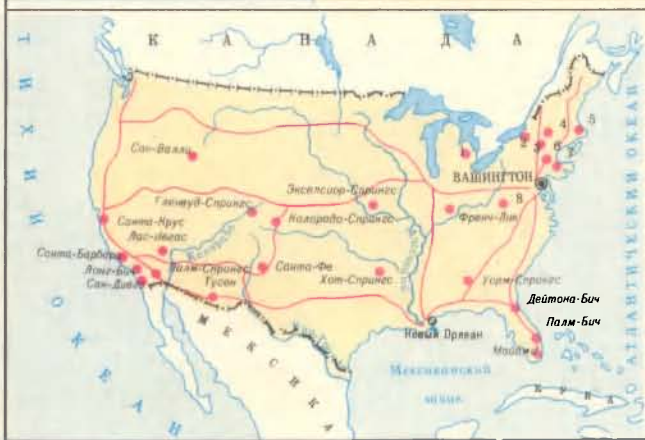 КАНАДА
ТИХИЙ
ОКЕАН
АТЛАНТИЧЕСКИЙ ОКЕАН
2
3
4
5
6
7
8
Сан-Валли
ВАШИНГТОН
Эксселсиор-Спрингс
Гленвуд-Спрингс
Колорадо-Спрингс
Френч-Лик
Санта-Крус
Лас-Вегас
Санта-Барбара
Лонг-Бич
Сан-Диего
Палм-Спрингс
Тусон
Санта-Фе
Хот-Спрингс
Уорм-Спрингс
Дейтона-Бич
Палм-Бич
Новый Орлеан
Майами
МЕКСИКА
Мексиканский
залив
КУБА